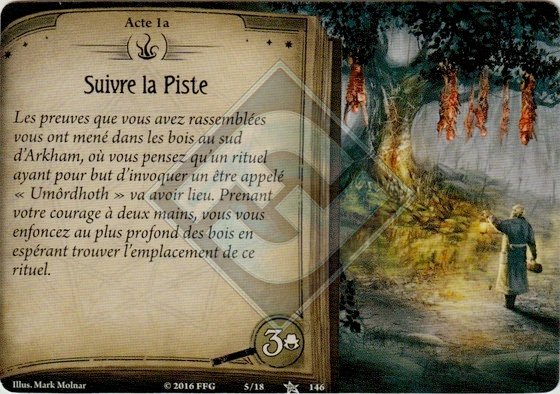 Acte 1a
Suivre la Piste
Les preuves que vous avez rassemblées
vous ont mené dans les bois au sud
d'Arkham, où vous pensez qu'un rituel
ayant pour but d'invoquer un être appelé
« Umôrdhoth » va avoir lieu. Prenant
votre courage à deux mains, vous vous
enfoncez au plus profond des bois en
espérant trouver l'emplacement de ce
rituel.
3
Illus. Mark Molnar © 2016 FFG 5/18 146